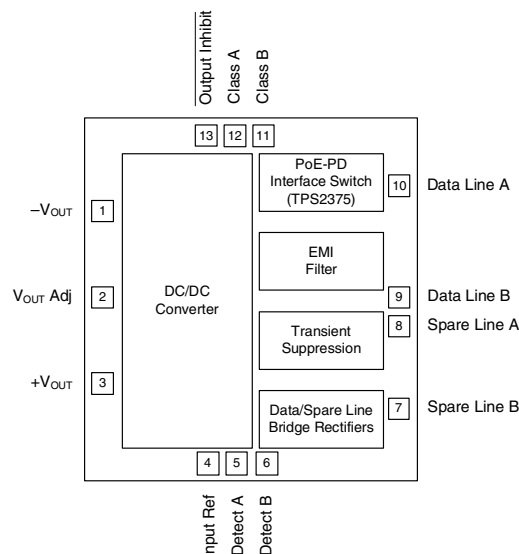 Output Inhibit
Class A
Class B
13
12
11
PoE-PD
Interface Switch
(TPS2375)
10
Data Line A
–VOUT
1
EMI
Filter
VOUT Adj
2
DC/DC
Converter
9
Data Line B
8
Spare Line A
Transient
Suppression
+VOUT
3
Data/Spare Line
Bridge Rectifiers
7
Spare Line B
4
5
6
Input Ref
Detect A
Detect B